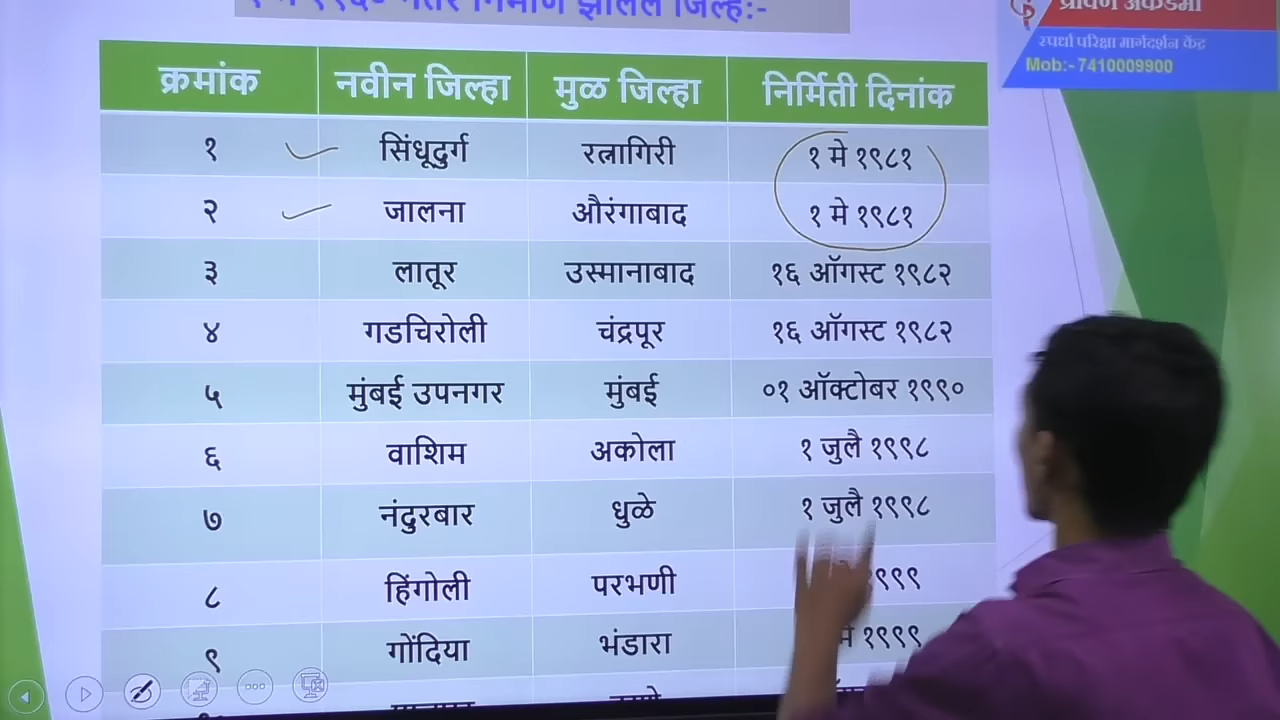 निर्माण झालेले जिल्हे:-
स्पर्धा परिक्षा मार्गदर्शन केंद्र
Mob:- 7410009900
क्रमांक नवीन जिल्हा मुळ जिल्हा निर्मिती दिनांक
१ सिंधूदुर्ग रत्नागिरी १ मे १९८१
२ जालना औरंगाबाद १ मे १९८१
३ लातूर उस्मानाबाद १६ ऑगस्ट १९८२
४ गडचिरोली चंद्रपूर १६ ऑगस्ट १९८२
५ मुंबई उपनगर मुंबई ०१ ऑक्टोबर १९९०
६ वाशिम अकोला १ जुलै १९९८
७ नंदुरबार धुळे १ जुलै १९९८
८ हिंगोली परभणी
९ गोंदिया भंडारा मे १९९९